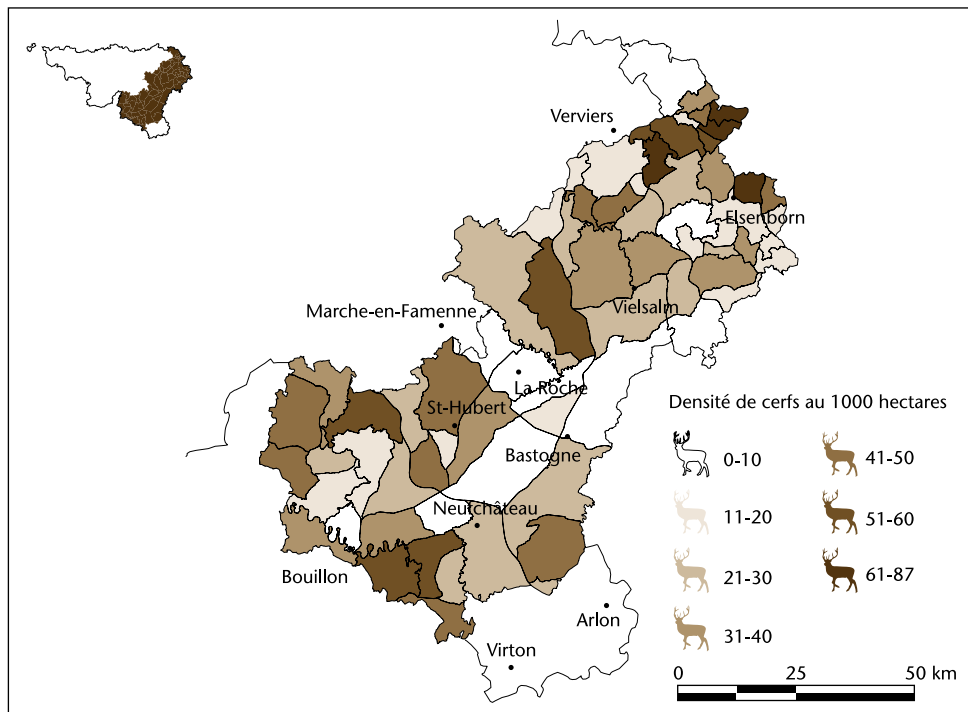 Verviers
Elsenborn
Vielsalm
Marche-en-Famenne
La Roche
St-Hubert
Bastogne
Neufchâteau
Bouillon
Arlon
Virton
Densité de cerfs au 1000 hectares
0-10
41-50
11-20
51-60
21-30
61-87
31-40
0 25 50 km